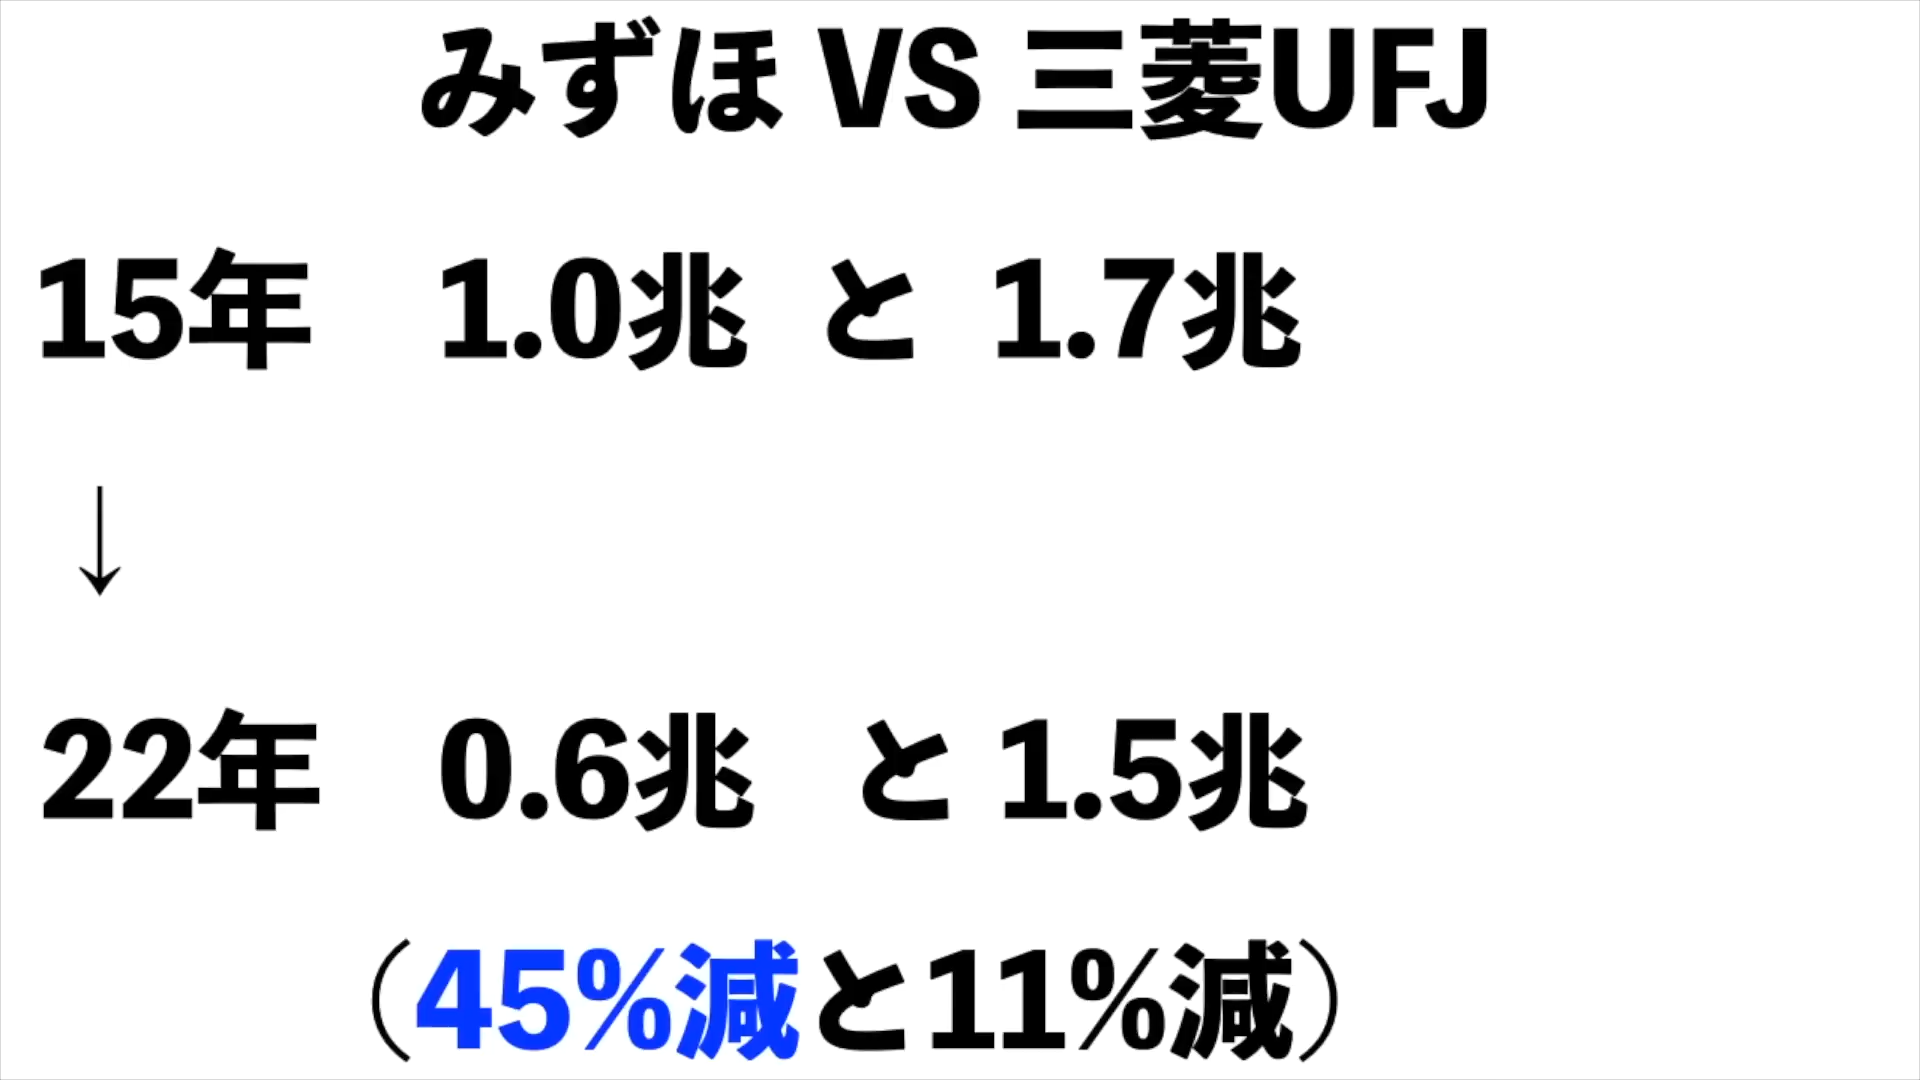 みずほ VS 三菱UFJ
15年 1.0兆 と 1.7兆
↓
22年 0.6兆 と 1.5兆
（45%減と11%減）